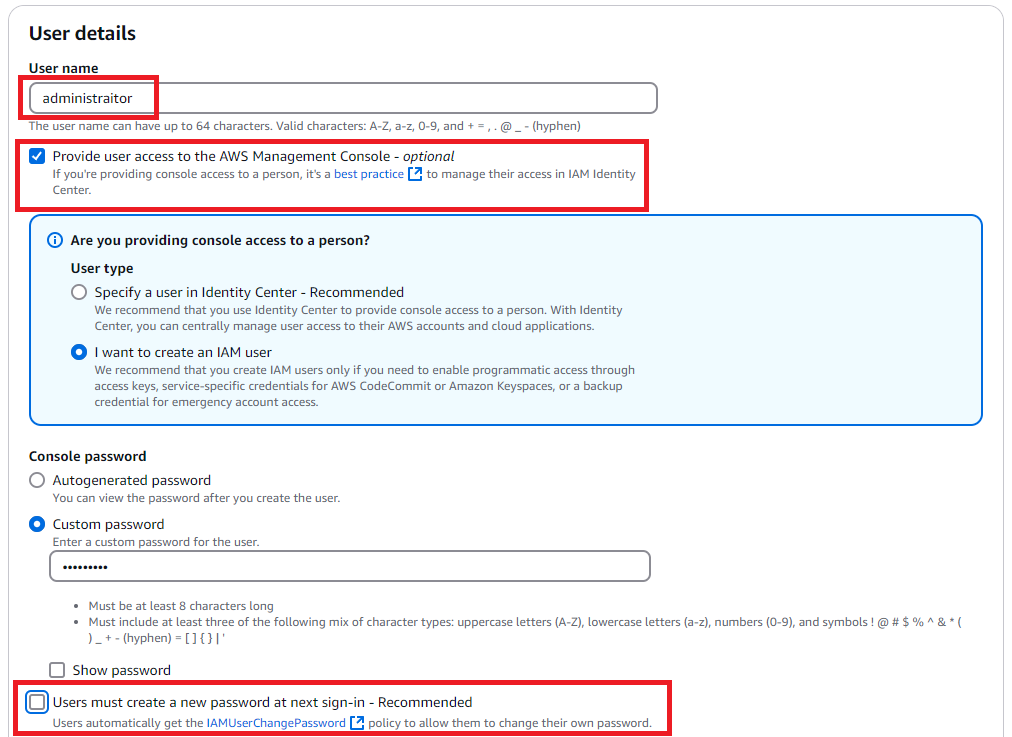 User details
User name
administraitor
The user name can have up to 64 characters. Valid characters: A-Z, a-z, 0-9, and + = , . @ _ - (hyphen)
Provide user access to the AWS Management Console - optional
If you're providing console access to a person, it's a best practice to manage their access in IAM Identity
Center.
Are you providing console access to a person?
User type
Specify a user in Identity Center - Recommended
We recommend that you use Identity Center to provide console access to a person. With Identity
Center, you can centrally manage user access to their AWS accounts and cloud applications.
I want to create an IAM user
We recommend that you create IAM users only if you need to enable programmatic access through
access keys, service-specific credentials for AWS CodeCommit or Amazon Keyspaces, or a backup
credential for emergency account access.
Console password
Autogenerated password
You can view the password after you create the user.
Custom password
Enter a custom password for the user.
•••••••••
• Must be at least 8 characters long
• Must include at least three of the following mix of character types: uppercase letters (A-Z), lowercase letters (a-z), numbers (0-9), and symbols ! @ # $ % ^ & * (
) _ + - (hyphen) = [ ] { } | '
Show password
Users must create a new password at next sign-in - Recommended
Users automatically get the IAMUserChangePassword policy to allow them to change their own password.